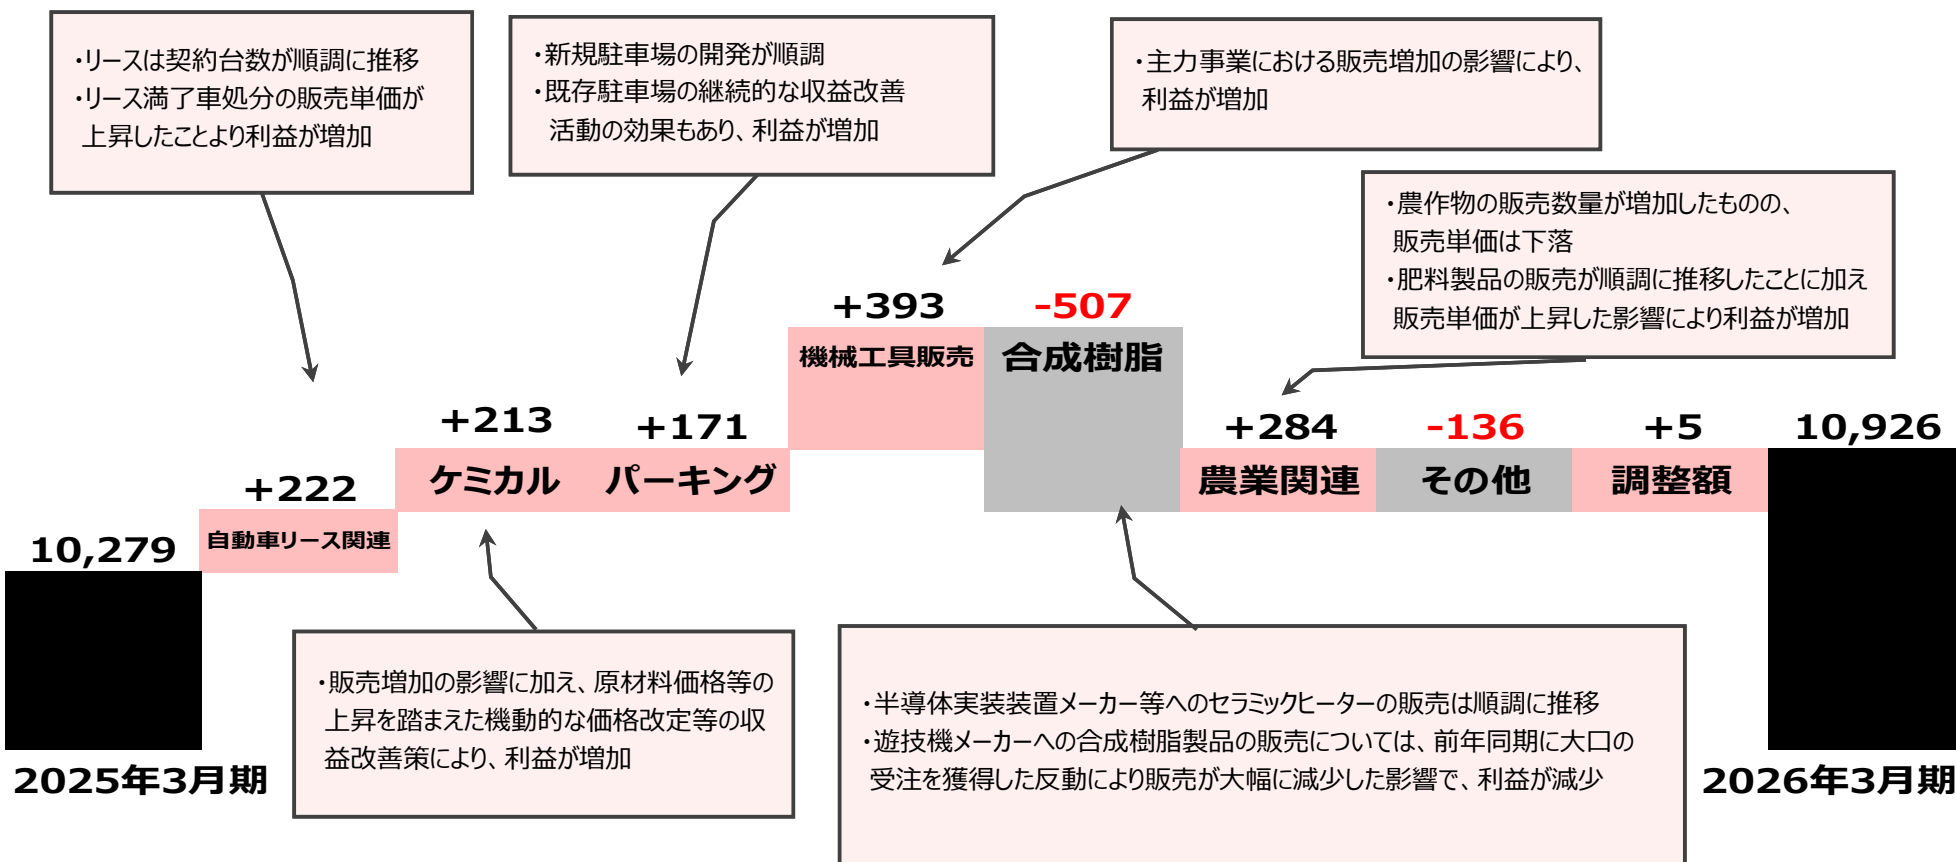 ・リースは契約台数が順調に推移
・リース満了車処分の販売単価が
上昇したことより利益が増加
・新規駐車場の開発が順調
・既存駐車場の継続的な収益改善
活動の効果もあり、利益が増加
・主力事業における販売増加の影響により、
利益が増加
・農作物の販売数量が増加したものの、
販売単価は下落
・肥料製品の販売が順調に推移したことに加え
販売単価が上昇した影響により利益が増加
10,279
2025年3月期
+222
自動車リース関連
+213
ケミカル
+171
パーキング
+393
機械工具販売
-507
合成樹脂
+284
農業関連
-136
その他
+5
調整額
10,926
2026年3月期
・販売増加の影響に加え、原材料価格等の
上昇を踏まえた機動的な価格改定等の収
益改善策により、利益が増加
・半導体実装装置メーカー等へのセラミックヒーターの販売は順調に推移
・遊技機メーカーへの合成樹脂製品の販売については、前年同期に大口の
受注を獲得した反動により販売が大幅に減少した影響で、利益が減少